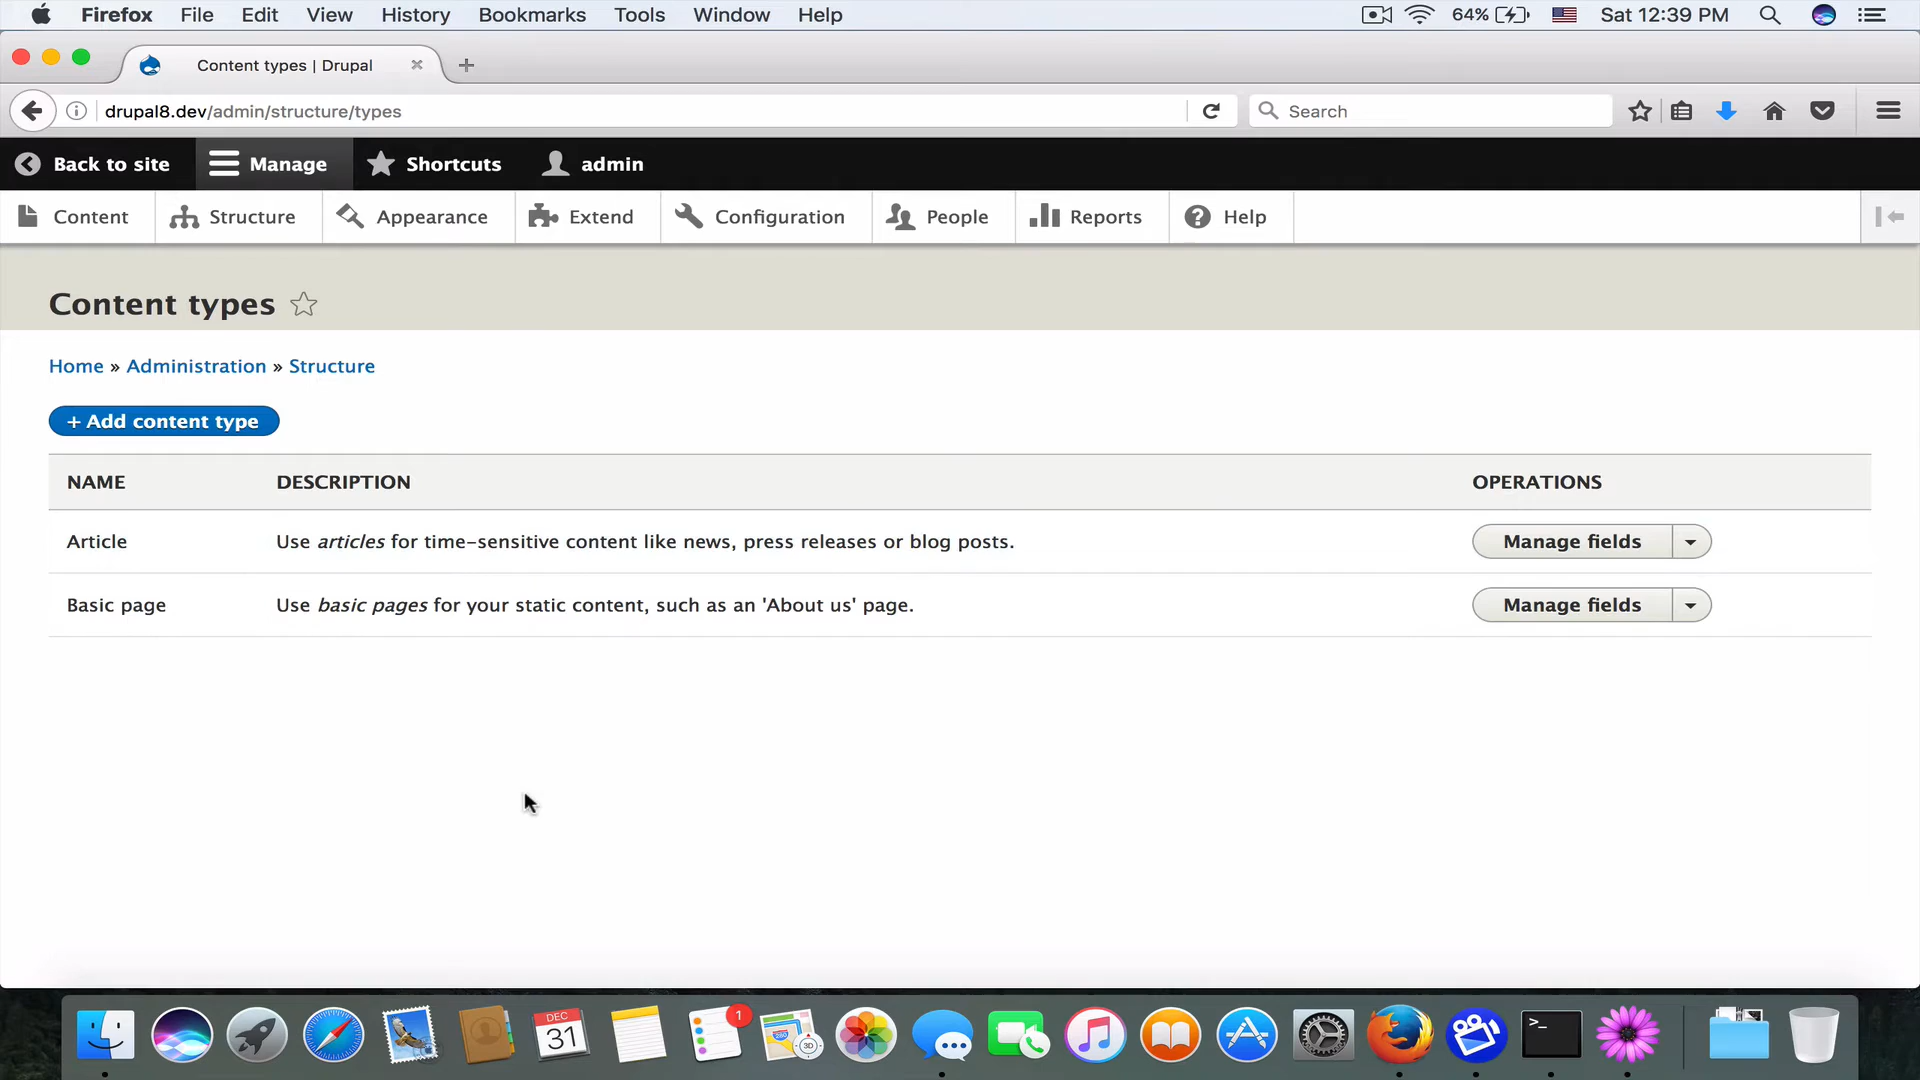 Firefox File Edit View History Bookmarks Tools Window Help 64% Sat 12:39 PM
Content types | Drupal
drupal8.dev/admin/structure/types Search
Back to site Manage Shortcuts admin
Content Structure Appearance Extend Configuration People Reports Help
Content types
Home » Administration » Structure
+ Add content type
NAME DESCRIPTION OPERATIONS
Article Use articles for time-sensitive content like news, press releases or blog posts. Manage fields
Basic page Use basic pages for your static content, such as an 'About us' page. Manage fields
1
DEC
31
3D
>_